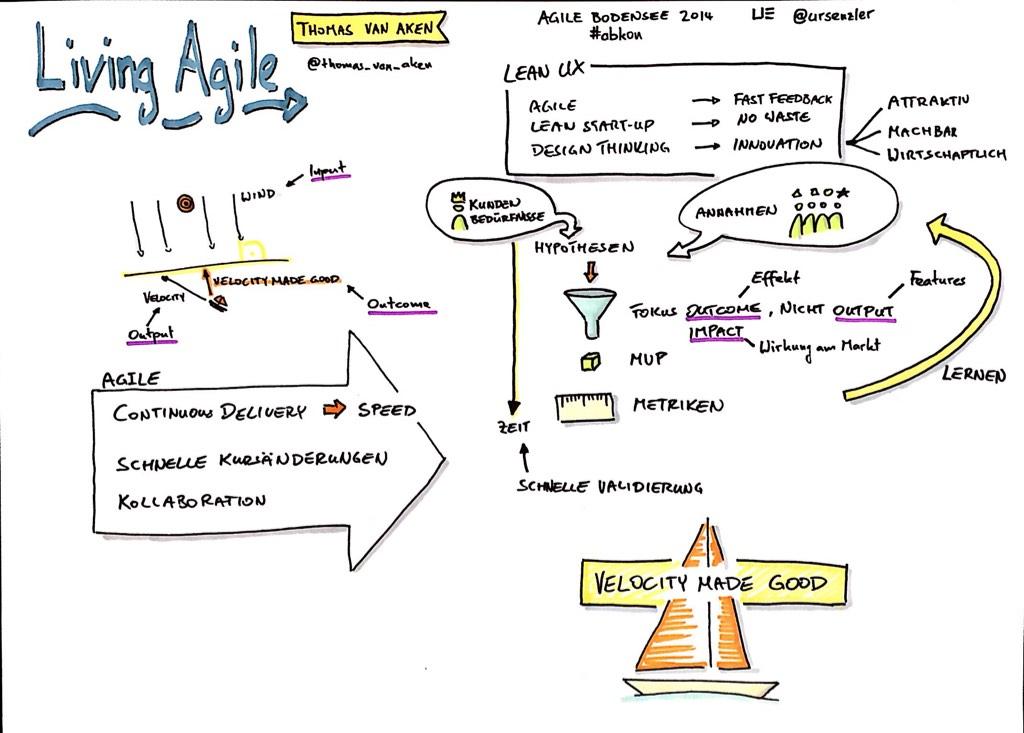 Living Agile
THOMAS VAN AKEN
@thomas_van_aken
AGILE BODENSEE 2014
#abkon
UE @ursenzler
LEAN UX
AGILE → FAST FEEDBACK
LEAN START-UP → NO WASTE
DESIGN THINKING → INNOVATION
ATTRAKTIV
MACHBAR
WIRTSCHAFTLICH
WIND
Input
VELOCITY MADE GOOD
VELOCITY
Output
Outcome
KUNDEN
BEDÜRFNISSE
ANNAHMEN
HYPOTHESEN
Effekt
Features
FOKUS OUTCOME, NICHT OUTPUT
IMPACT
Wirkung am Markt
MVP
METRIKEN
LERNEN
ZEIT
SCHNELLE VALIDIERUNG
AGILE
CONTINUOUS DELIVERY → SPEED
SCHNELLE KURSÄNDERUNGEN
KOLLABORATION
VELOCITY MADE GOOD